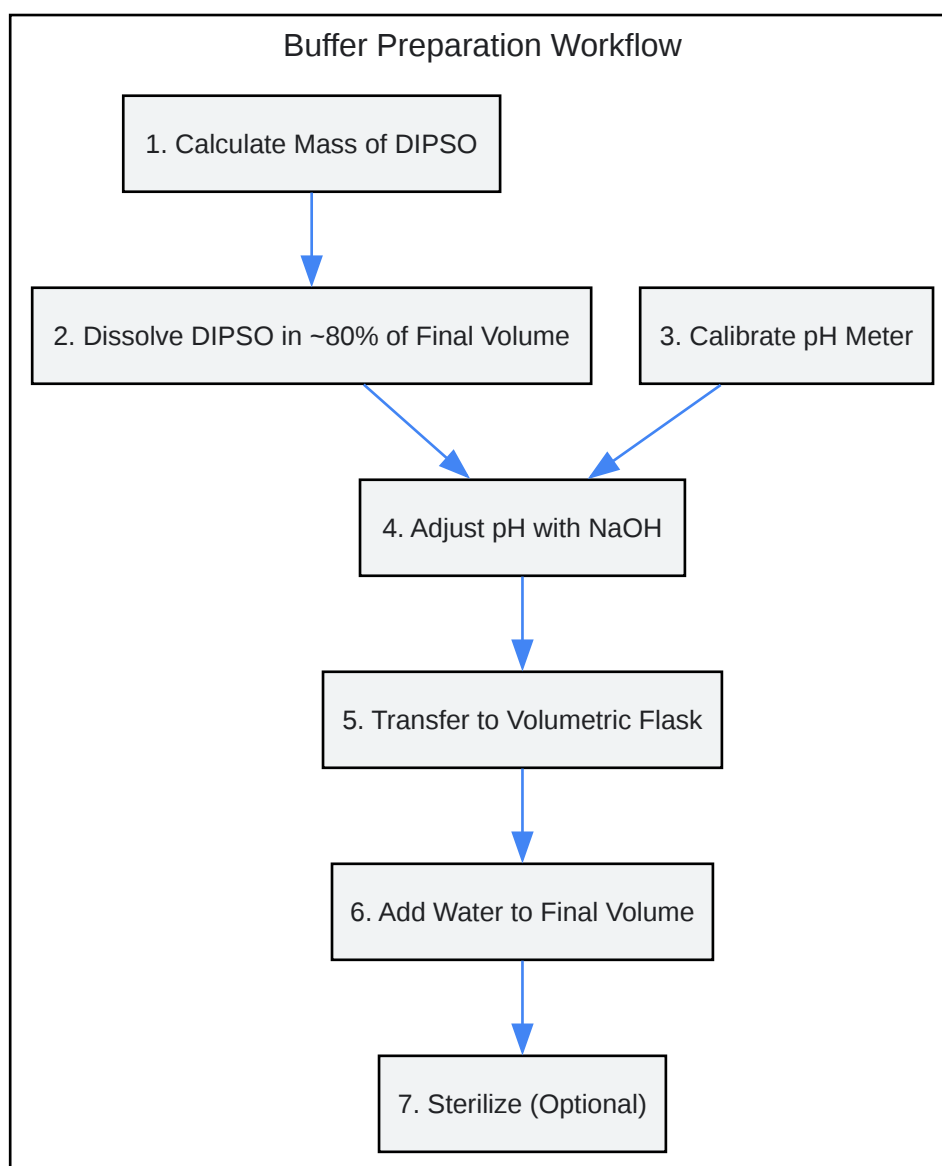 Buffer Preparation Workflow
1. Calculate Mass of DIPSO
2. Dissolve DIPSO in ~80% of Final Volume
3. Calibrate pH Meter
4. Adjust pH with NaOH
5. Transfer to Volumetric Flask
6. Add Water to Final Volume
7. Sterilize (Optional)